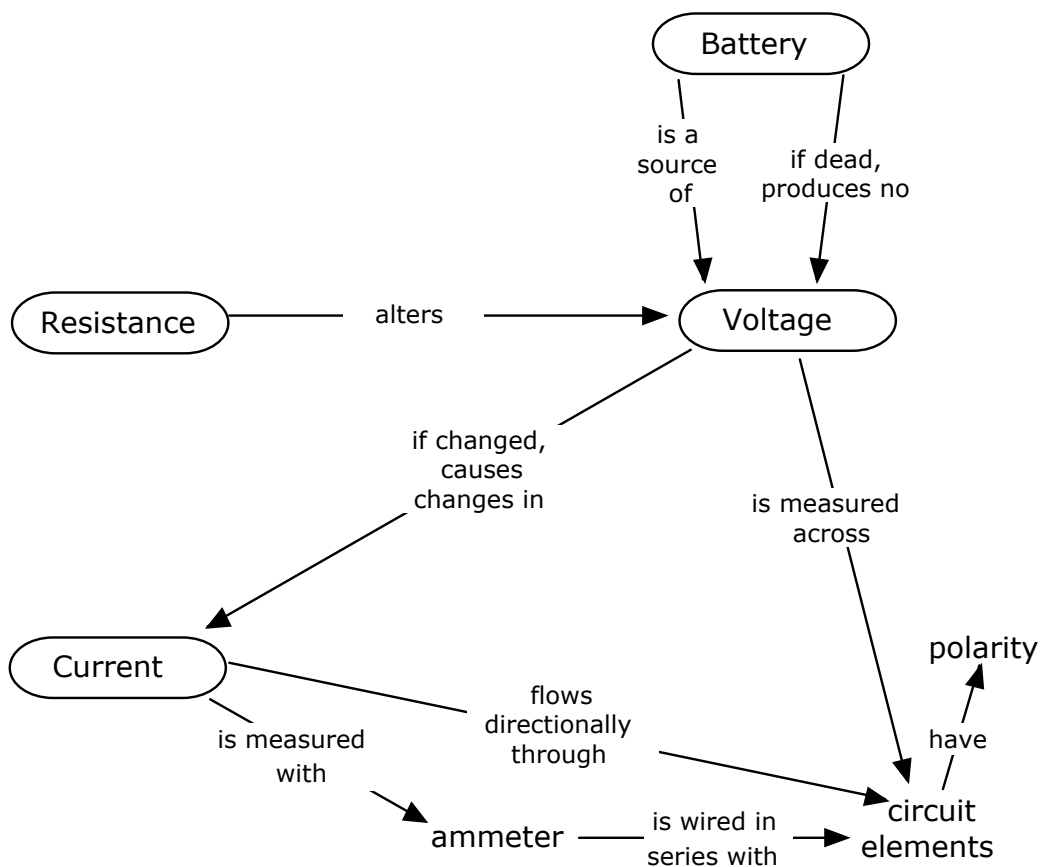 Battery
is a
source
of
if dead,
produces no
Resistance
alters
Voltage
if changed,
causes
changes in
is measured
across
Current
polarity
flows
directionally
through
is measured
with
have
ammeter
is wired in
series with
circuit
elements